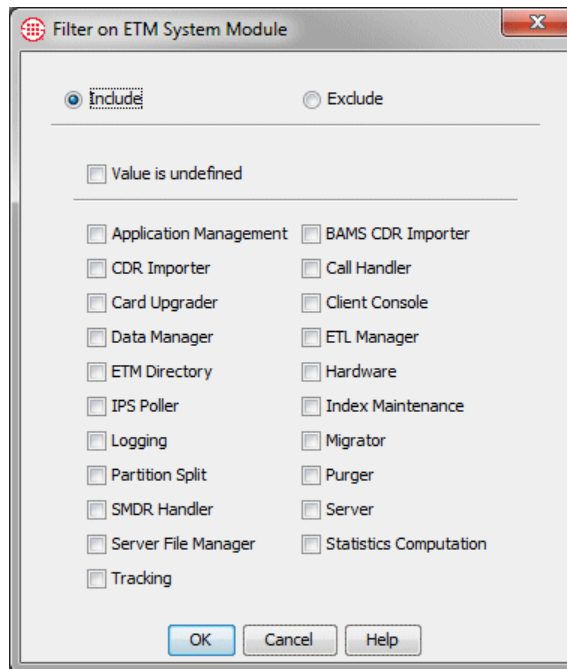 Filter on ETM System Module
Include Exclude
Value is undefined
Application Management BAMS CDR Importer
CDR Importer Call Handler
Card Upgrader Client Console
Data Manager ETL Manager
ETM Directory Hardware
IPS Poller Index Maintenance
Logging Migrator
Partition Split Purger
SMDR Handler Server
Server File Manager Statistics Computation
Tracking
OK Cancel Help